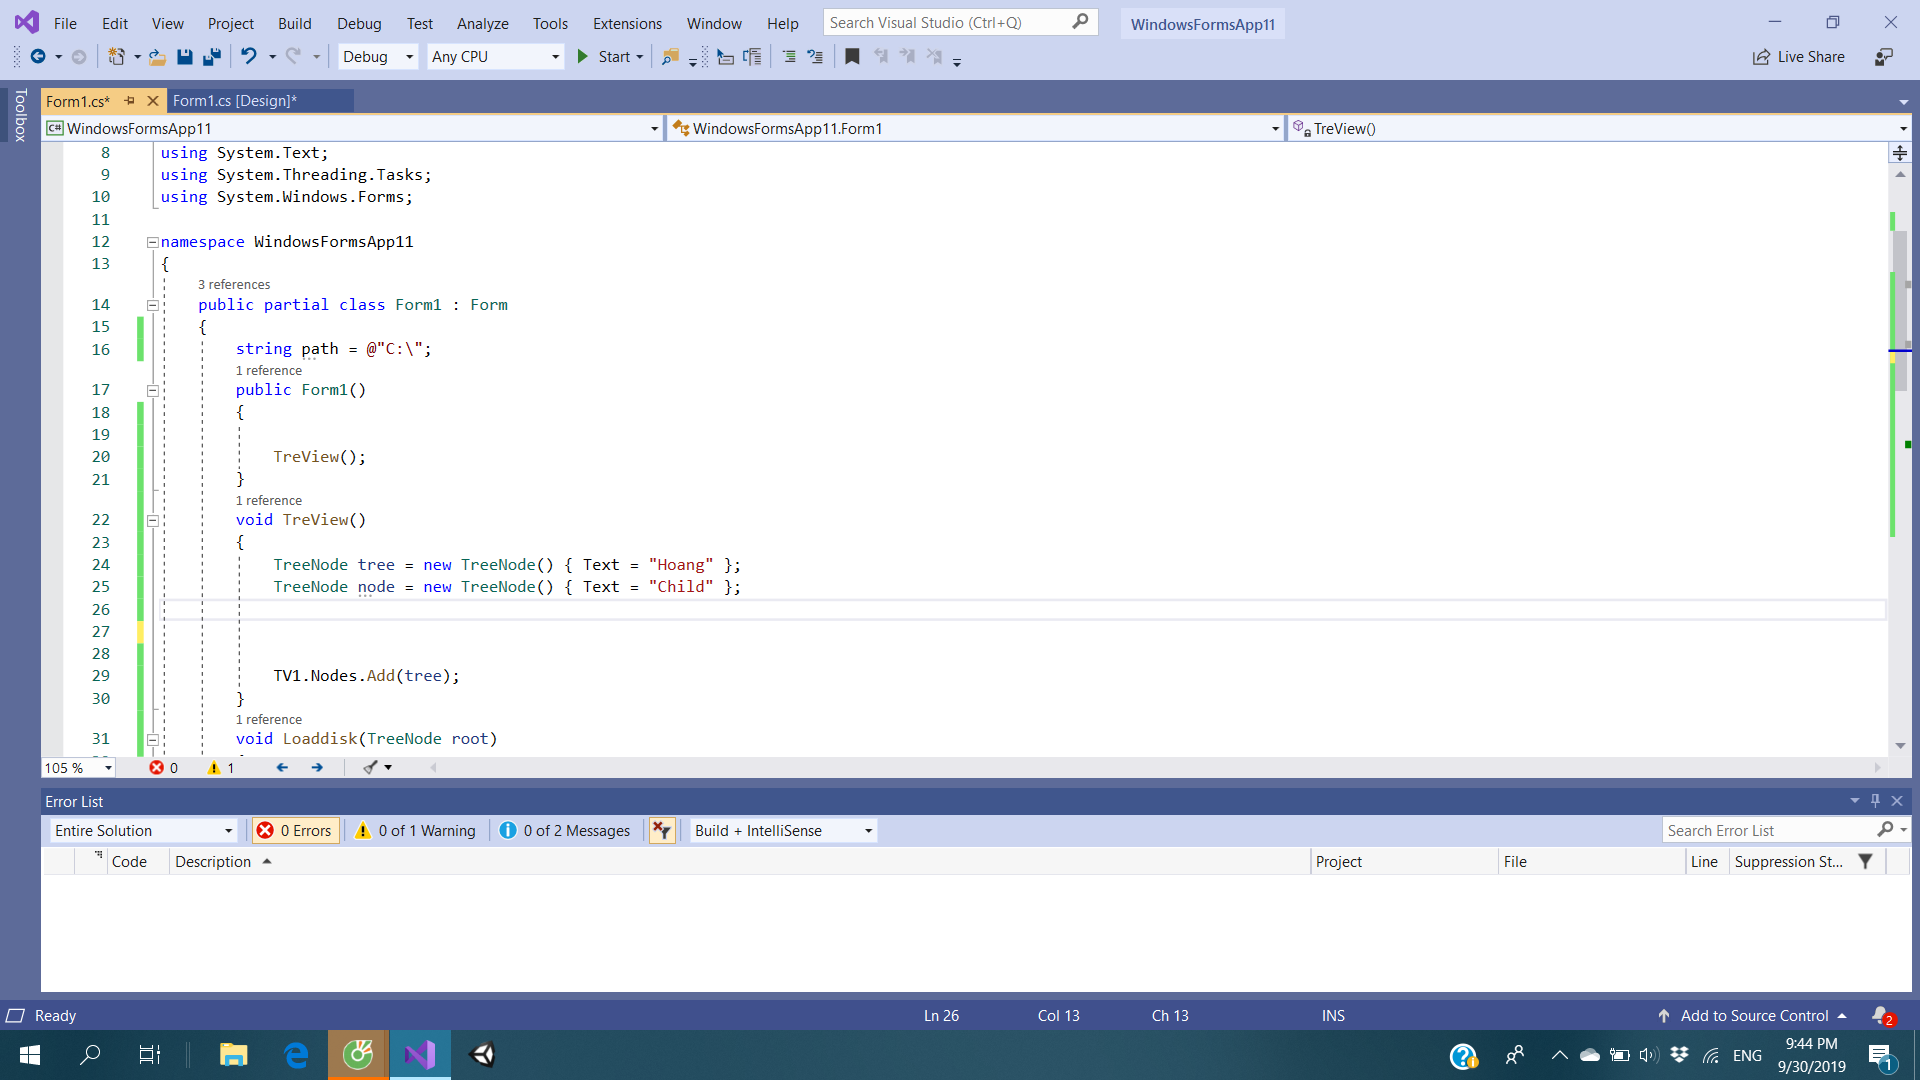 File Edit View Project Build Debug Test Analyze Tools Extensions Window Help Search Visual Studio (Ctrl+Q) WindowsFormsApp11
Debug Any CPU Start Live Share
Toolbox
Form1.cs* Form1.cs [Design]*
C# WindowsFormsApp11 WindowsFormsApp11.Form1 TreView()
8 using System.Text;
9 using System.Threading.Tasks;
10 using System.Windows.Forms;
11
12 namespace WindowsFormsApp11
13 {
3 references
14 public partial class Form1 : Form
15 {
16 string path = @"C:\";
1 reference
17 public Form1()
18 {
19
20 TreView();
21 }
1 reference
22 void TreView()
23 {
24 TreeNode tree = new TreeNode() { Text = "Hoang" };
25 TreeNode node = new TreeNode() { Text = "Child" };
26
27
28
29 TV1.Nodes.Add(tree);
30 }
1 reference
31 void Loaddisk(TreeNode root)
105 % 0 1
Error List
Entire Solution 0 Errors 0 of 1 Warning 0 of 2 Messages Build + IntelliSense Search Error List
Code Description Project File Line Suppression St...
Ready Ln 26 Col 13 Ch 13 INS Add to Source Control 2
ENG 9:44 PM
9/30/2019 1